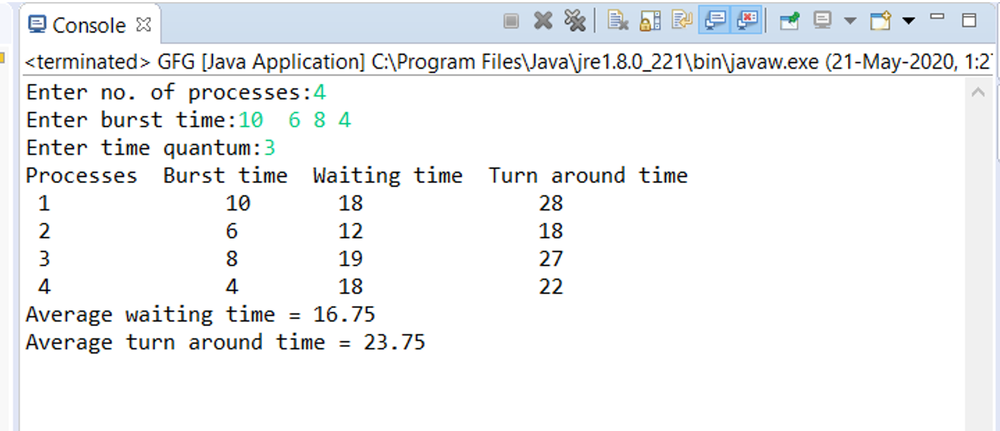 Console
<terminated> GFG [Java Application] C:\Program Files\Java\jre1.8.0_221\bin\javaw.exe (21-May-2020, 1:2
Enter no. of processes:4
Enter burst time:10  6 8 4
Enter time quantum:3
Processes  Burst time  Waiting time  Turn around time
1 10 18 28
2 6 12 18
3 8 19 27
4 4 18 22
Average waiting time = 16.75
Average turn around time = 23.75